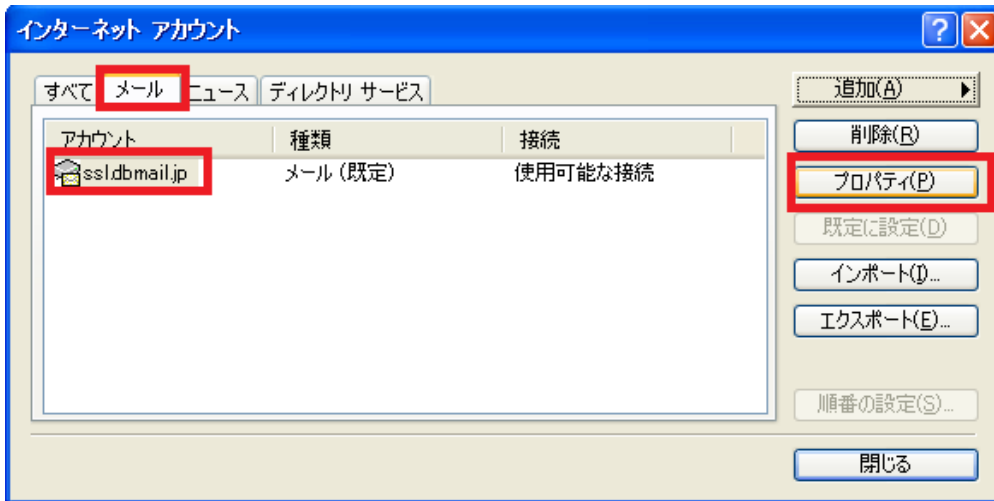 インターネット アカウント
すべて メール ニュース ディレクトリ サービス
アカウント 種類 接続
ssl.dbmail.jp メール (既定) 使用可能な接続
追加(A)
削除(R)
プロパティ(P)
既定に設定(D)
インポート(I)...
エクスポート(E)...
順番の設定(S)...
閉じる